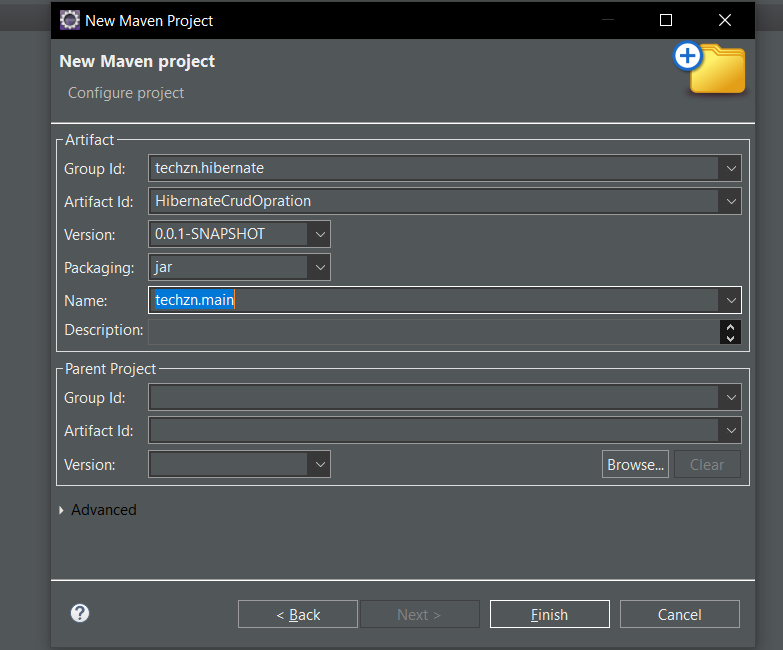 New Maven Project
New Maven project
Configure project
Artifact
Group Id: techzn.hibernate
Artifact Id: HibernateCrudOpration
Version: 0.0.1-SNAPSHOT
Packaging: jar
Name: techzn.main
Description:
Parent Project
Group Id:
Artifact Id:
Version: Browse... Clear
Advanced
? < Back Next > Finish Cancel